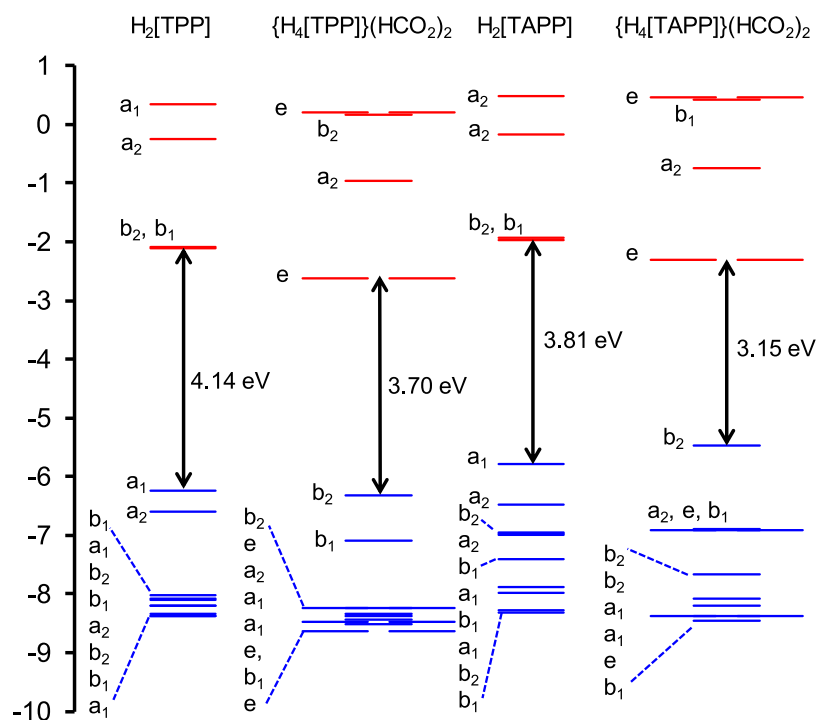 H₂[TPP] {H₄[TPP]}(HCO₂)₂ H₂[TAPP] {H₄[TAPP]}(HCO₂)₂
1
0
-1
-2
-3
-4
-5
-6
-7
-8
-9
-10
a₁
a₂
b₂, b₁
4.14 eV
a₁
a₂
b₁
a₁
b₂
b₁
a₂
b₂
b₁
a₁
e
b₂
a₂
e
3.70 eV
b₂
b₁
b₂
e
a₂
a₁
a₁
e,
b₁
e
a₂
a₂
b₂, b₁
3.81 eV
a₁
a₂
b₂
a₂
b₁
a₁
b₁
a₁
b₂
b₁
e
b₁
a₂
e
3.15 eV
b₂
a₂, e, b₁
b₂
b₂
a₁
a₁
e
b₁